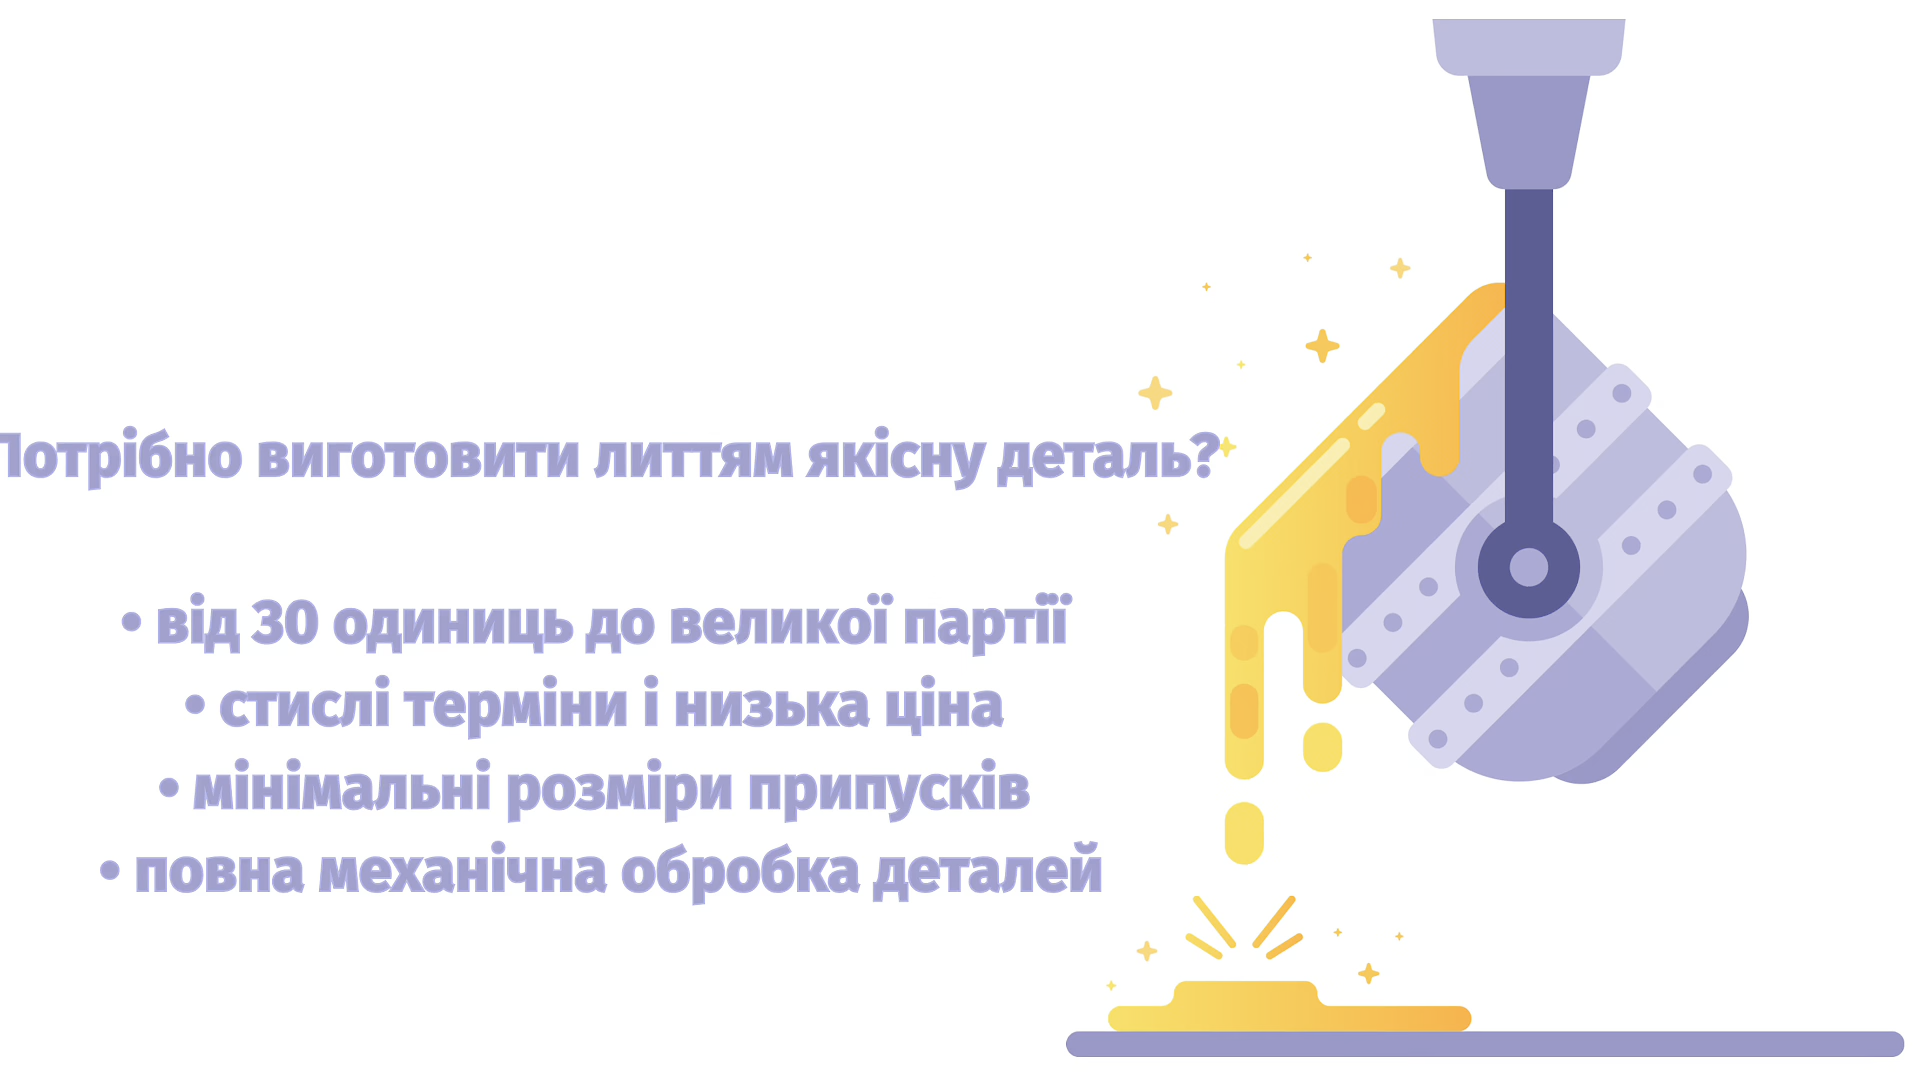 Потрібно виготовити литтям якісну деталь?
• від 30 одиниць до великої партії
• стислі терміни і низька ціна
• мінімальні розміри припусків
• повна механічна обробка деталей